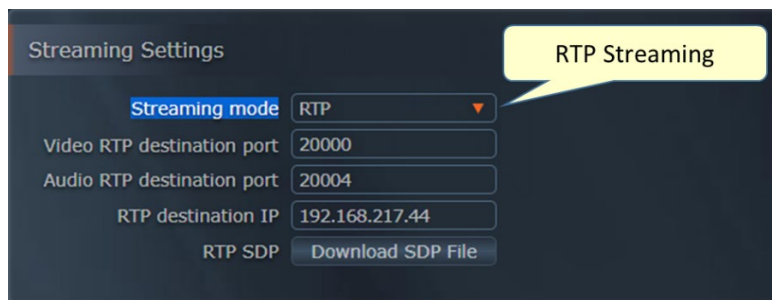 Streaming Settings
RTP Streaming
Streaming mode RTP
Video RTP destination port 20000
Audio RTP destination port 20004
RTP destination IP 192.168.217.44
RTP SDP Download SDP File